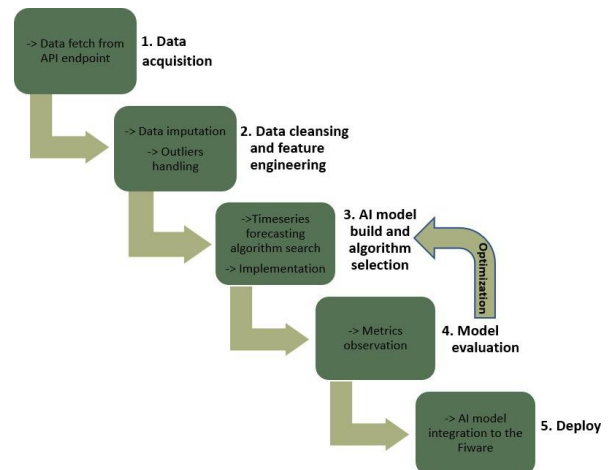 -> Data fetch from
API endpoint
1. Data
acquisition
-> Data imputation
-> Outliers
handling
2. Data cleansing
and feature
engineering
->Timeseries
forecasting
algorithm search
-> Implementation
3. AI model
build and
algorithm
selection
Optimization
-> Metrics
observation
4. Model
evaluation
-> AI model
integration to the
Fiware
5. Deploy